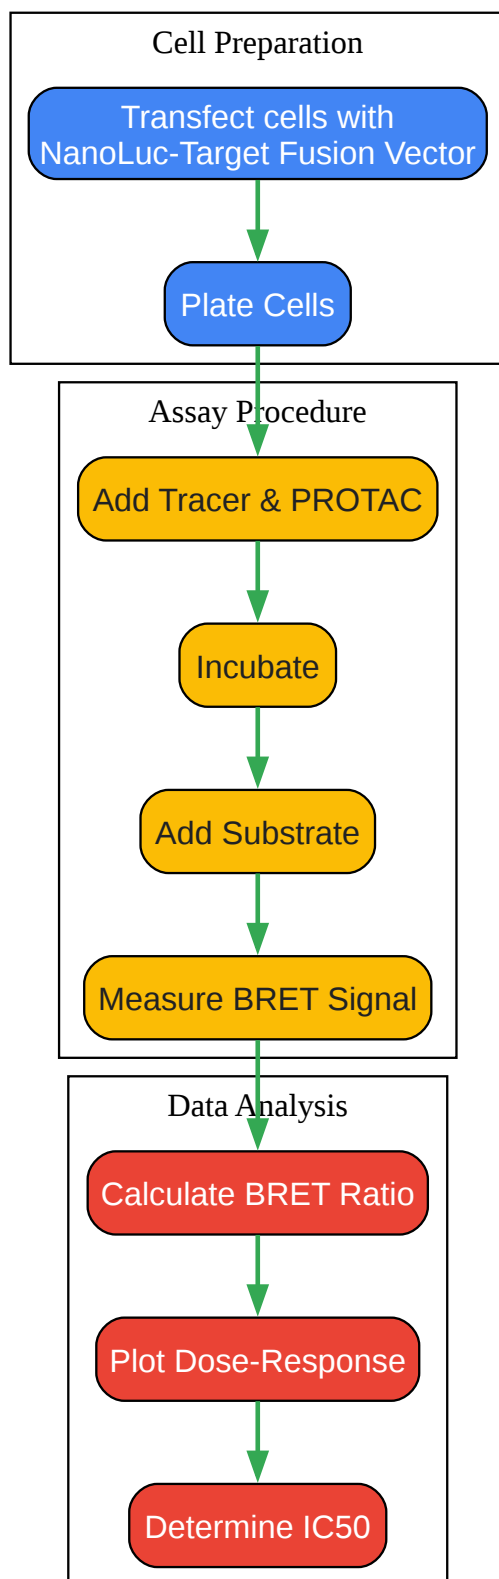 Cell Preparation
Transfect cells with
NanoLuc-Target Fusion Vector
Plate Cells
Assay Procedure
Add Tracer & PROTAC
Incubate
Add Substrate
Measure BRET Signal
Data Analysis
Calculate BRET Ratio
Plot Dose-Response
Determine IC50